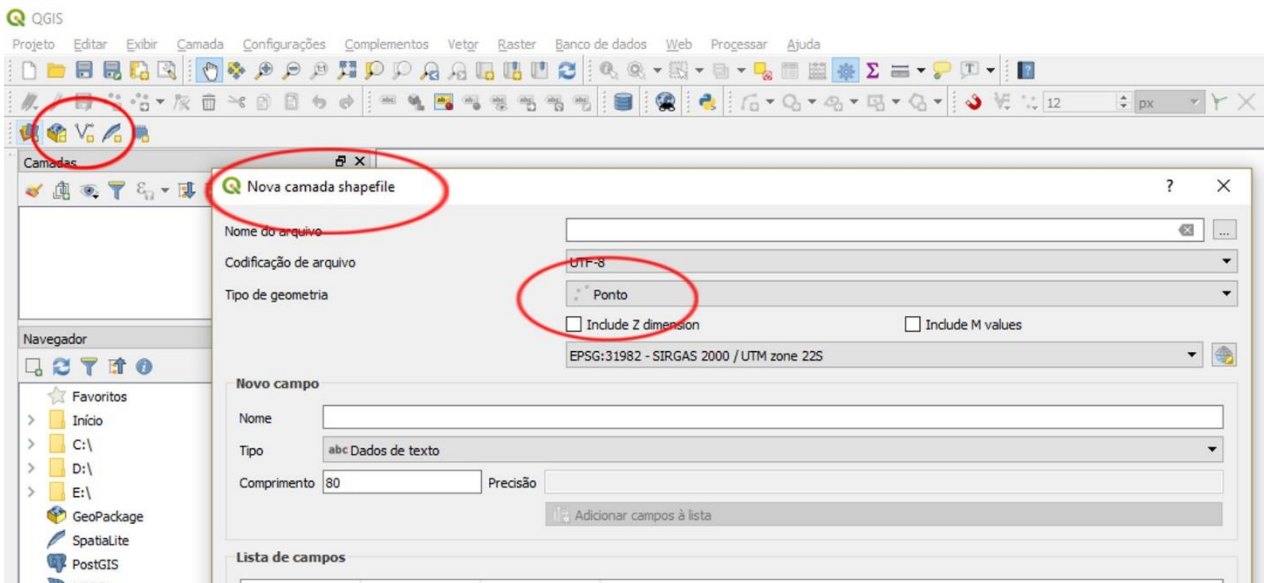 QGIS
Projeto Editar Exibir Camada Configurações Complementos Vetor Raster Banco de dados Web Processar Ajuda
12 px
Camadas
Nova camada shapefile ?
Nome do arquivo ...
Codificação de arquivo UTF-8
Tipo de geometria Ponto
Include Z dimension Include M values
EPSG:31982 - SIRGAS 2000 / UTM zone 22S
Novo campo
Nome
Tipo abc Dados de texto
Comprimento 80 Precisão
Adicionar campos à lista
Lista de campos
Navegador
Favoritos
Início
C:\
D:\
E:\
GeoPackage
SpatiaLite
PostGIS